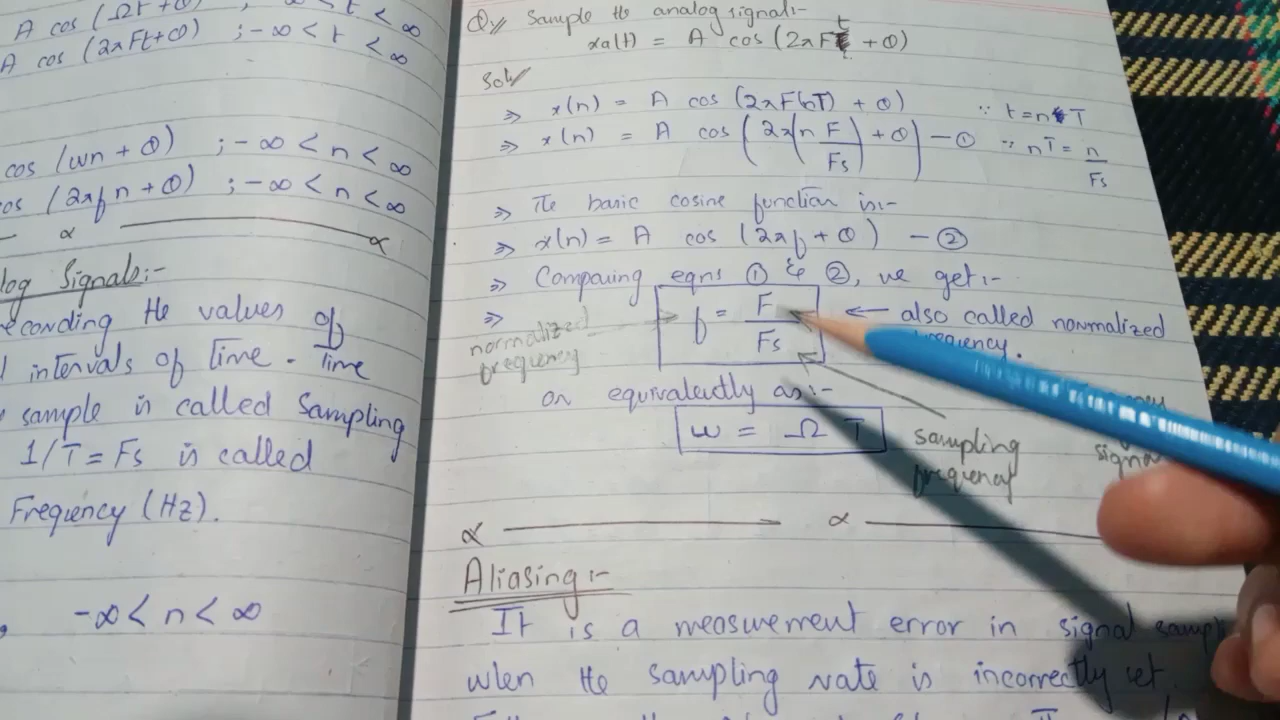 A cos (Ωt + Θ) ; -∞ < t < ∞
A cos (2πFt + Θ) ; -∞ < t < ∞
cos (ωn + Θ) ; -∞ < n < ∞
os (2πfn + Θ) ; -∞ < n < ∞
α α
log Signals:-
recording the values of
intervals of Time. Time
sample is called Sampling
1/T = Fs is called
Frequency (Hz).
-∞ < n < ∞
Q:// Sample the analog signal:-
xa(t) = A cos (2πFt + Θ)
Sol//
⇒ x(n) = A cos (2πF(nT) + Θ) ∵ t = nT
⇒ x(n) = A cos (2π(n F/Fs) + Θ) — ① ∵ nT = n/Fs
⇒ The basic cosine function is:-
⇒ x(n) = A cos (2πf + Θ) — ②
⇒ Comparing eqns ① & ②, we get:-
⇒ f = F/Fs ← also called normalized
frequency.
normalized
frequency
or equivalently as:-
ω = Ω T
sampling
frequency
α α
Aliasing:-
It is a measurement error in signal
when the sampling rate is incorrectly set.